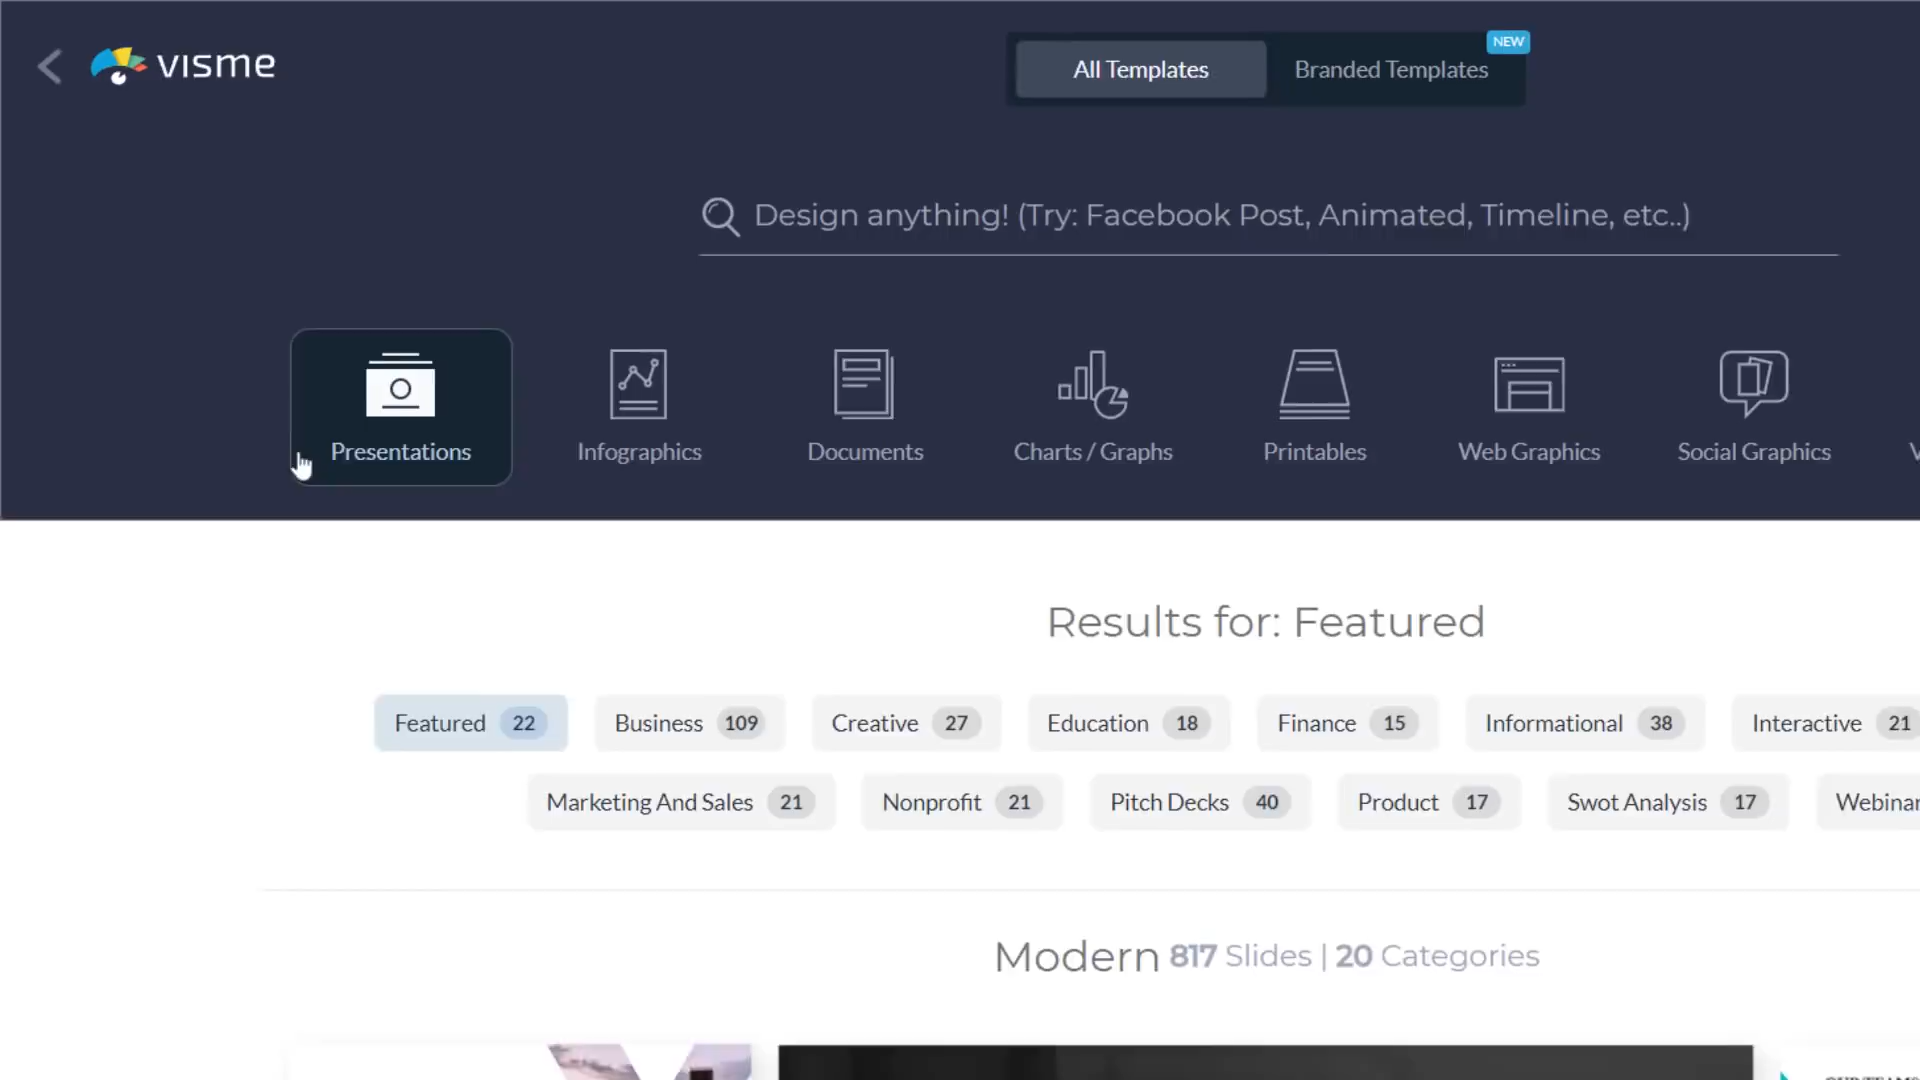 visme
All Templates
Branded Templates
NEW
Design anything! (Try: Facebook Post, Animated, Timeline, etc..)
Presentations
Infographics
Documents
Charts / Graphs
Printables
Web Graphics
Social Graphics
Results for: Featured
Featured 22
Business 109
Creative 27
Education 18
Finance 15
Informational 38
Interactive 21
Marketing And Sales 21
Nonprofit 21
Pitch Decks 40
Product 17
Swot Analysis 17
Modern 817 Slides | 20 Categories